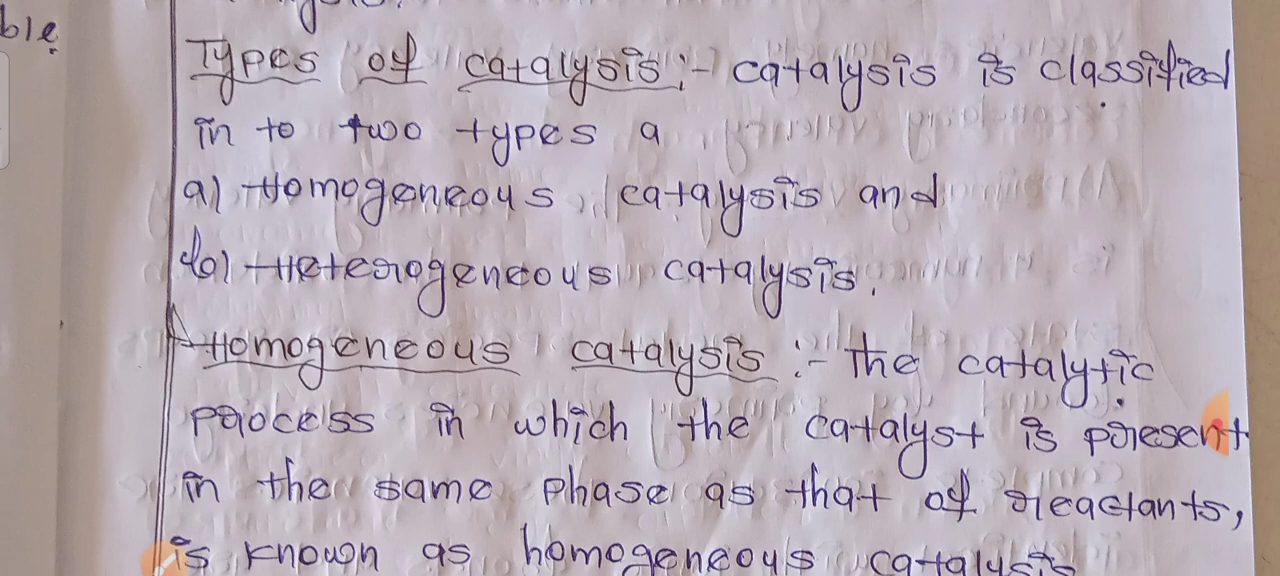 ble
Types of catalysis :- catalysis is classified
in to two types a
a) Homogeneous catalysis and
b) Heterogeneous catalysis.
Homogeneous catalysis :- the catalytic
process in which the catalyst is present
in the same phase as that of reactants,
is known as homogeneous catalysis